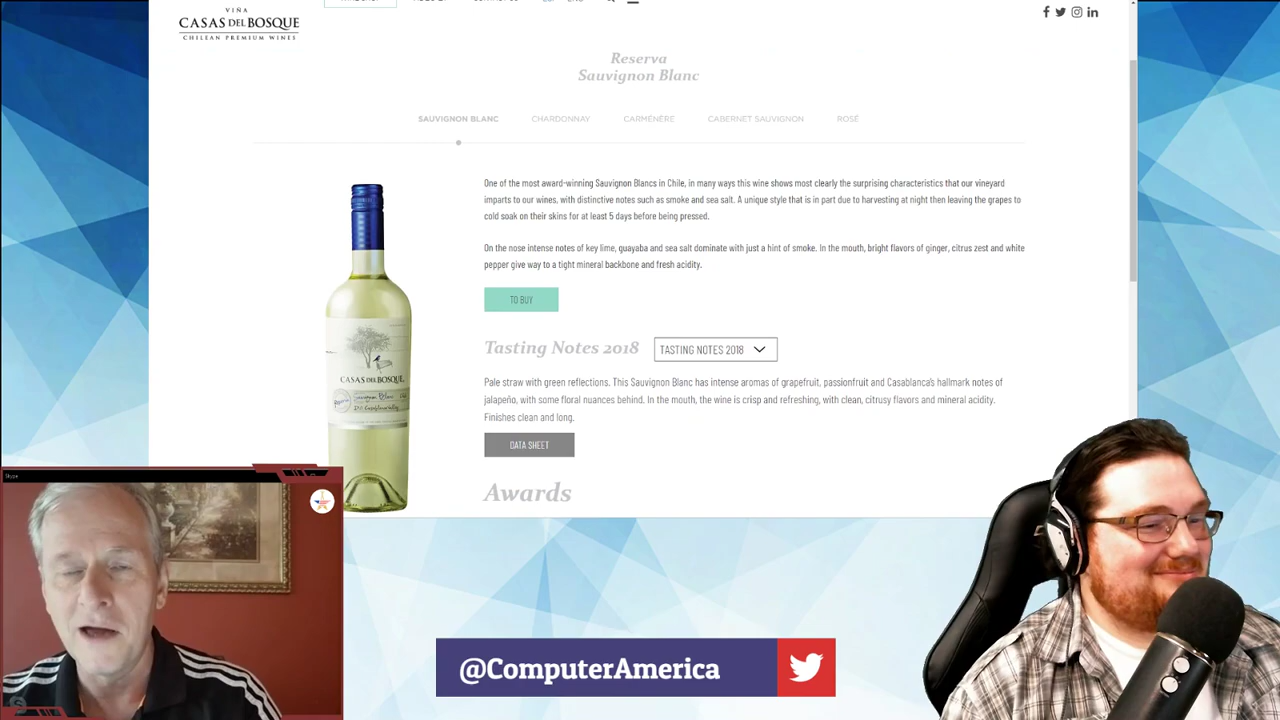 VIÑA
CASAS DEL BOSQUE
CHILEAN PREMIUM WINES
Reserva
Sauvignon Blanc
SAUVIGNON BLANC CHARDONNAY CARMÉNÈRE CABERNET SAUVIGNON ROSÉ
One of the most award-winning Sauvignon Blancs in Chile, in many ways this wine shows most clearly the surprising characteristics that our vineyard
imparts to our wines, with distinctive notes such as smoke and sea salt. A unique style that is in part due to harvesting at night then leaving the grapes to
cold soak on their skins for at least 5 days before being pressed.
On the nose intense notes of key lime, guayaba and sea salt dominate with just a hint of smoke. In the mouth, bright flavors of ginger, citrus zest and white
pepper give way to a tight mineral backbone and fresh acidity.
TO BUY
Tasting Notes 2018 TASTING NOTES 2018
Pale straw with green reflections. This Sauvignon Blanc has intense aromas of grapefruit, passionfruit and Casablanca's hallmark notes of
jalapeño, with some floral nuances behind. In the mouth, the wine is crisp and refreshing, with clean, citrusy flavors and mineral acidity.
Finishes clean and long.
DATA SHEET
Awards
CASAS DEL BOSQUE
Sauvignon Blanc
Skype
@ComputerAmerica